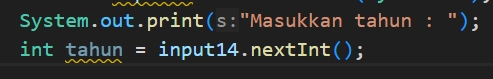 System.out.print(s:"Masukkan tahun : ");
int tahun = input14.nextInt();